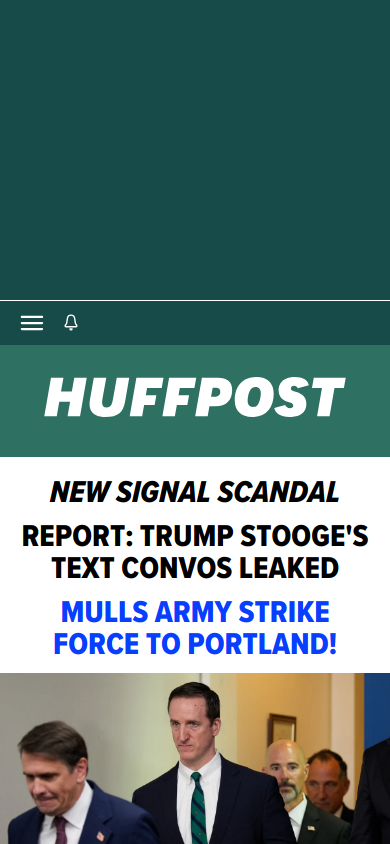 HUFFPOST
NEW SIGNAL SCANDAL
REPORT: TRUMP STOOGE'S
TEXT CONVOS LEAKED
MULLS ARMY STRIKE
FORCE TO PORTLAND!